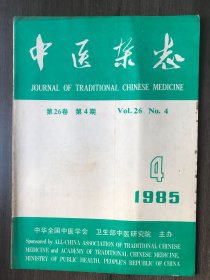 中医杂志
JOURNAL OF TRADITIONAL CHINESE MEDICINE
第26卷 第4期 Vol.26 No.4
4
1985
中华全国中医学会 卫生部中医研究院 主办
Sponsored by ALL-CHINA ASSOCIATION OF TRADITIONAL CHINESE
MEDICINE and ACADEMY OF TRADITIONAL CHINESE MEDICINE,
MINISTRY OF PUBLIC HEALTH, PEOPLE'S REPUBLIC OF CHINA